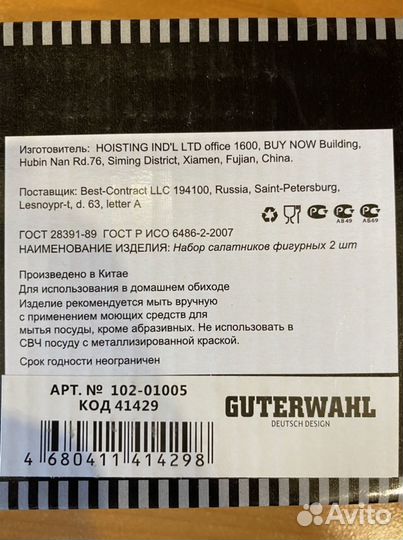 Изготовитель: HOISTING IND'L LTD office 1600, BUY NOW Building,
Hubin Nan Rd.76, Siming District, Xiamen, Fujian, China.
Поставщик: Best-Contract LLC 194100, Russia, Saint-Petersburg,
Lesnoypr-t, d. 63, letter A
АБ49 АБ69
ГОСТ 28391-89 ГОСТ Р ИСО 6486-2-2007
НАИМЕНОВАНИЕ ИЗДЕЛИЯ: Набор салатников фигурных 2 шт
Произведено в Китае
Для использования в домашнем обиходе
Изделие рекомендуется мыть вручную
с применением моющих средств для
мытья посуды, кроме абразивных. Не использовать в
СВЧ посуду с металлизированной краской.
Срок годности неограничен
АРТ. № 102-01005
КОД 41429
GUTERWAHL
DEUTSCH DESIGN
4 680411 414298
Avito